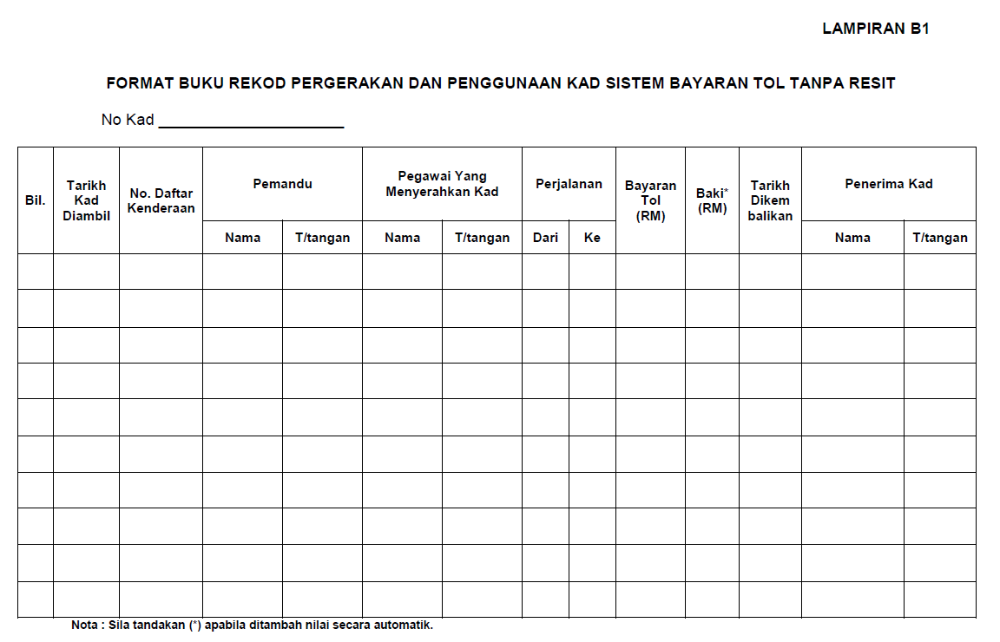 LAMPIRAN B1
FORMAT BUKU REKOD PERGERAKAN DAN PENGGUNAAN KAD SISTEM BAYARAN TOL TANPA RESIT
No Kad ____________________
Bil.
Tarikh
Kad
Diambil
No. Daftar
Kenderaan
Pemandu
Nama
T/tangan
Pegawai Yang
Menyerahkan Kad
Nama
T/tangan
Perjalanan
Dari
Ke
Bayaran
Tol
(RM)
Baki*
(RM)
Tarikh
Dikem
balikan
Penerima Kad
Nama
T/tangan
Nota : Sila tandakan (*) apabila ditambah nilai secara automatik.